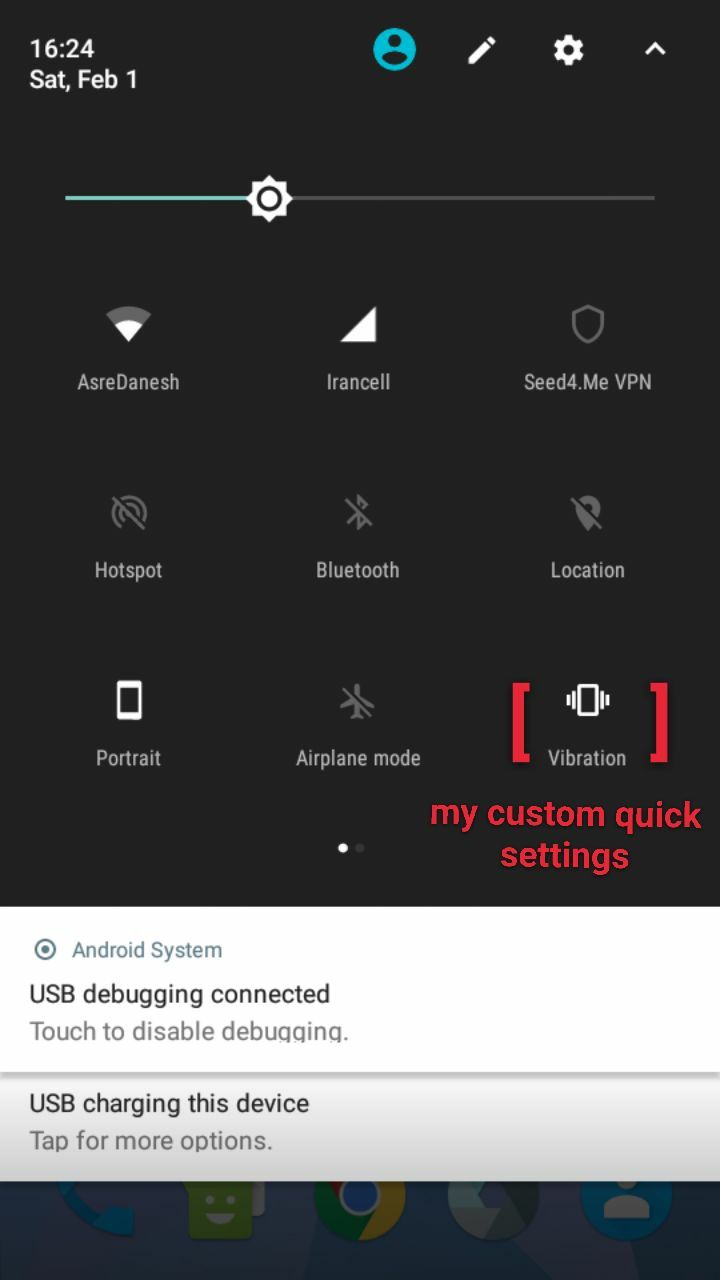 16:24
Sat, Feb 1
AsreDanesh
Irancell
Seed4.Me VPN
Hotspot
Bluetooth
Location
Portrait
Airplane mode
[ Vibration ]
my custom quick
settings
Android System
USB debugging connected
Touch to disable debugging.
USB charging this device
Tap for more options.